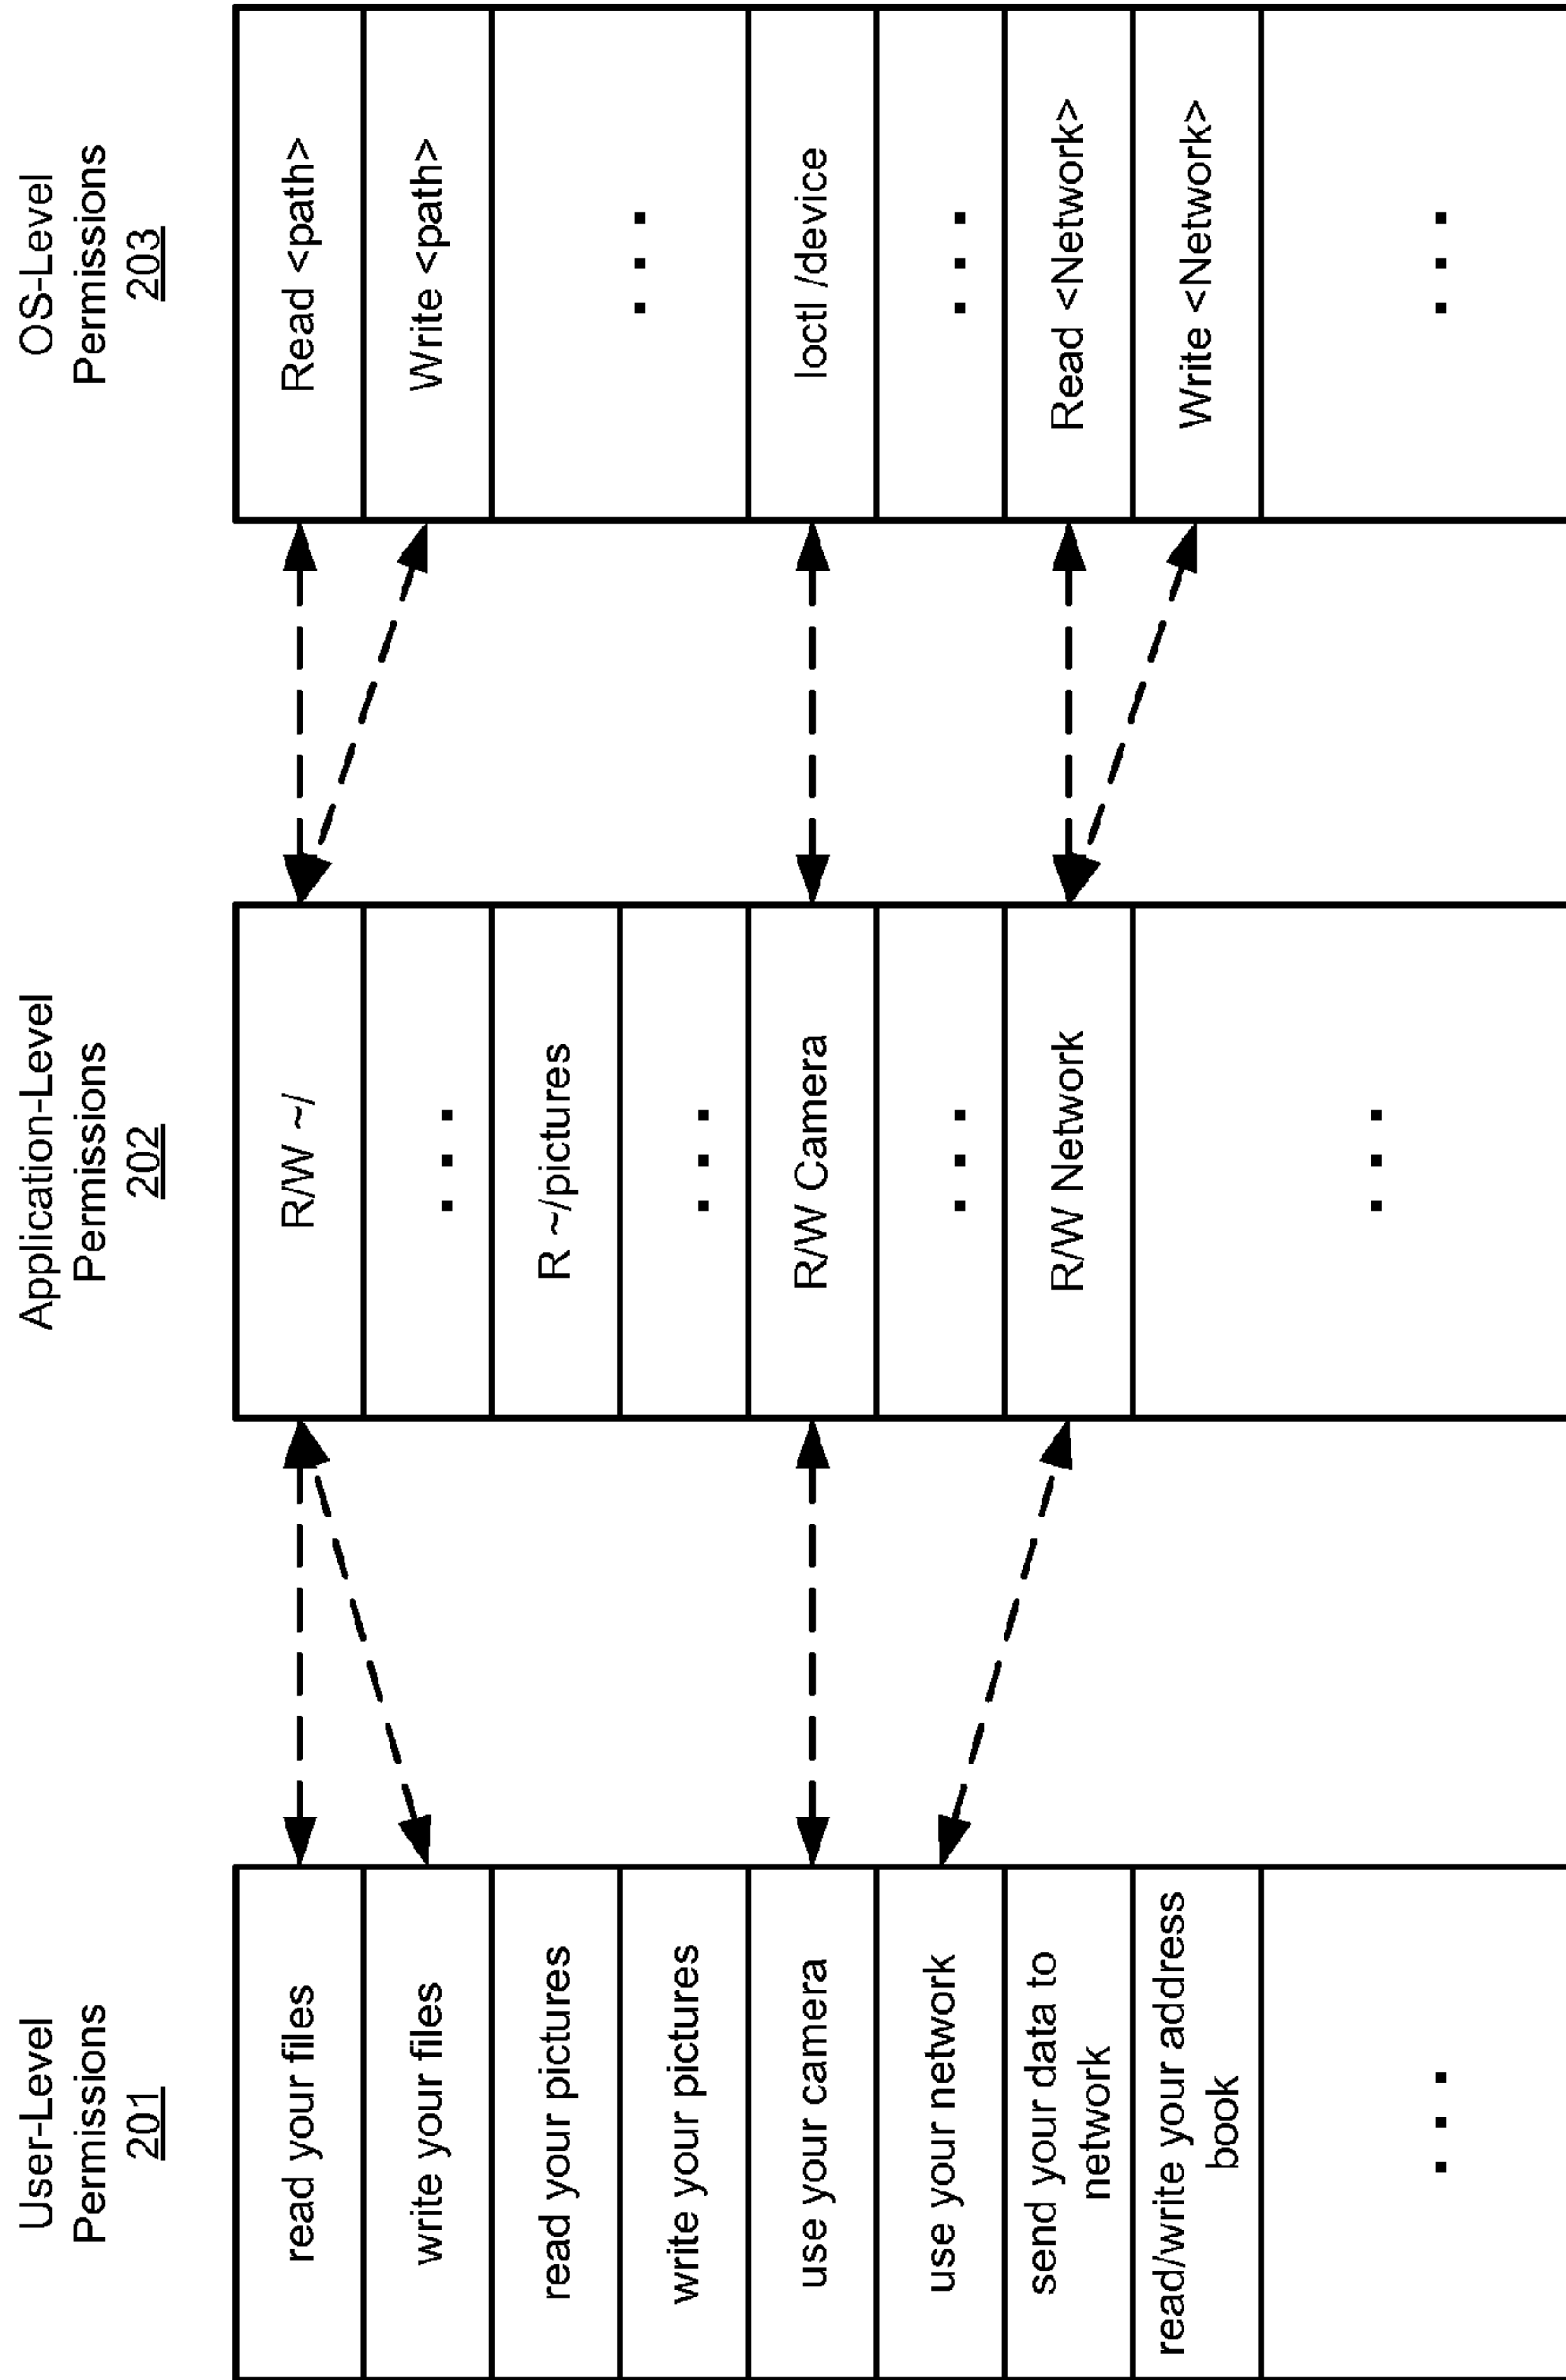 User-Level
Permissions
201
read your files
write your files
read your pictures
write your pictures
use your camera
use your network
send your data to
network
read/write your address
book
...
Application-Level
Permissions
202
R/W ~/
...
R ~/pictures
...
R/W Camera
...
R/W Network
...
OS-Level
Permissions
203
Read <path>
Write <path>
...
Ioctl /device
...
Read <Network>
Write <Network>
...